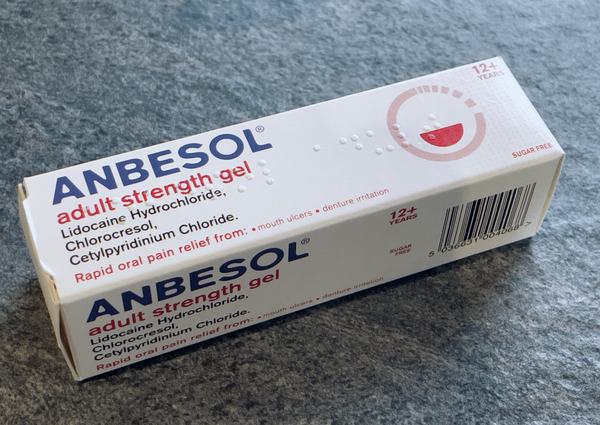 ANBESOL®
adult strength gel
Lidocaine Hydrochloride,
Chlorocresol,
Cetylpyridinium Chloride.
Rapid oral pain relief from: • mouth ulcers • denture irritation
12+
YEARS
SUGAR FREE
ANBESOL®
adult strength gel
Lidocaine Hydrochloride,
Chlorocresol,
Cetylpyridinium Chloride.
Rapid oral pain relief from: • mouth ulcers • denture irritation
12+
YEARS
SUGAR
FREE